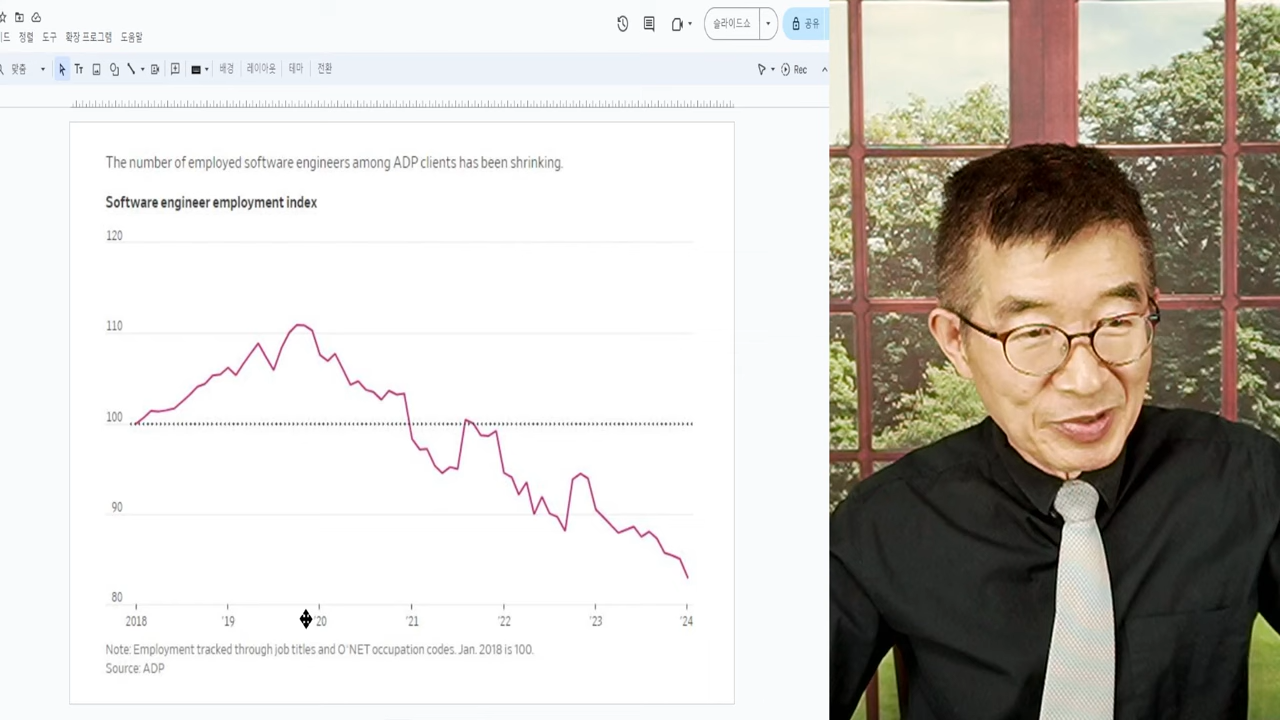 이드 정렬 도구 확장 프로그램 도움말
슬라이드쇼
공유
맞춤 Tr 배경 레이아웃 테마 전환
Rec
The number of employed software engineers among ADP clients has been shrinking.
Software engineer employment index
120
110
100
90
80
2018 '19 '20 '21 '22 '23 '24
Note: Employment tracked through job titles and O*NET occupation codes. Jan. 2018 is 100.
Source: ADP